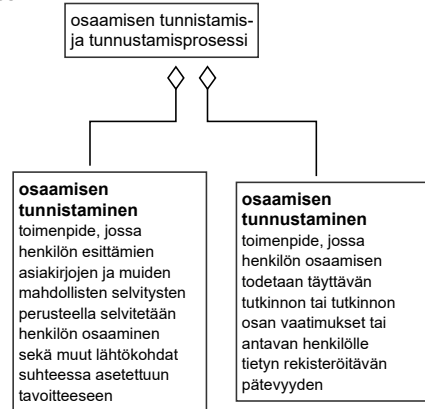 osaamisen tunnistamis-
ja tunnustamisprosessi
osaamisen
tunnistaminen
toimenpide, jossa
henkilön esittämien
asiakirjojen ja muiden
mahdollisten selvitysten
perusteella selvitetään
henkilön osaaminen
sekä muut lähtökohdat
suhteessa asetettuun
tavoitteeseen
osaamisen
tunnustaminen
toimenpide, jossa
henkilön osaamisen
todetaan täyttävän
tutkinnon tai tutkinnon
osan vaatimukset tai
antavan henkilölle
tietyn rekisteröitävän
pätevyyden